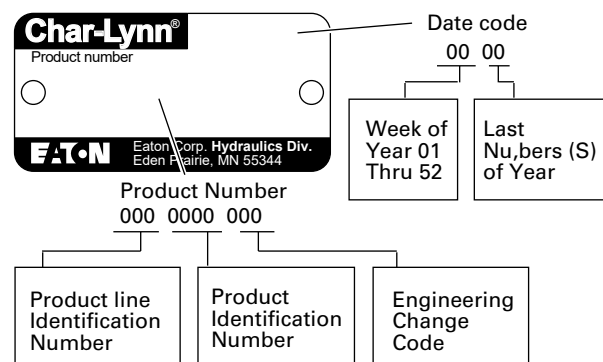 Char-Lynn®
Product number
Date code
00 00
Week of
Year 01
Thru 52
Last
Nu,bers (S)
of Year
EATON Eaton Corp. Hydraulics Div.
Eden Prairie, MN 55344
Product Number
000 0000 000
Product line
Identification
Number
Product
Identification
Number
Engineering
Change
Code